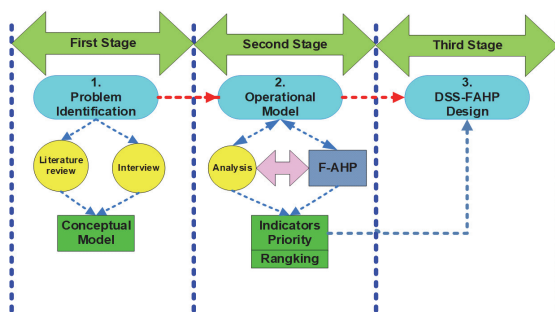 First Stage
Second Stage
Third Stage
1.
Problem
Identification
2.
Operational
Model
3.
DSS-FAHP
Design
Literature
review
Interview
Analysis
F-AHP
Conceptual
Model
Indicators
Priority
Rangking